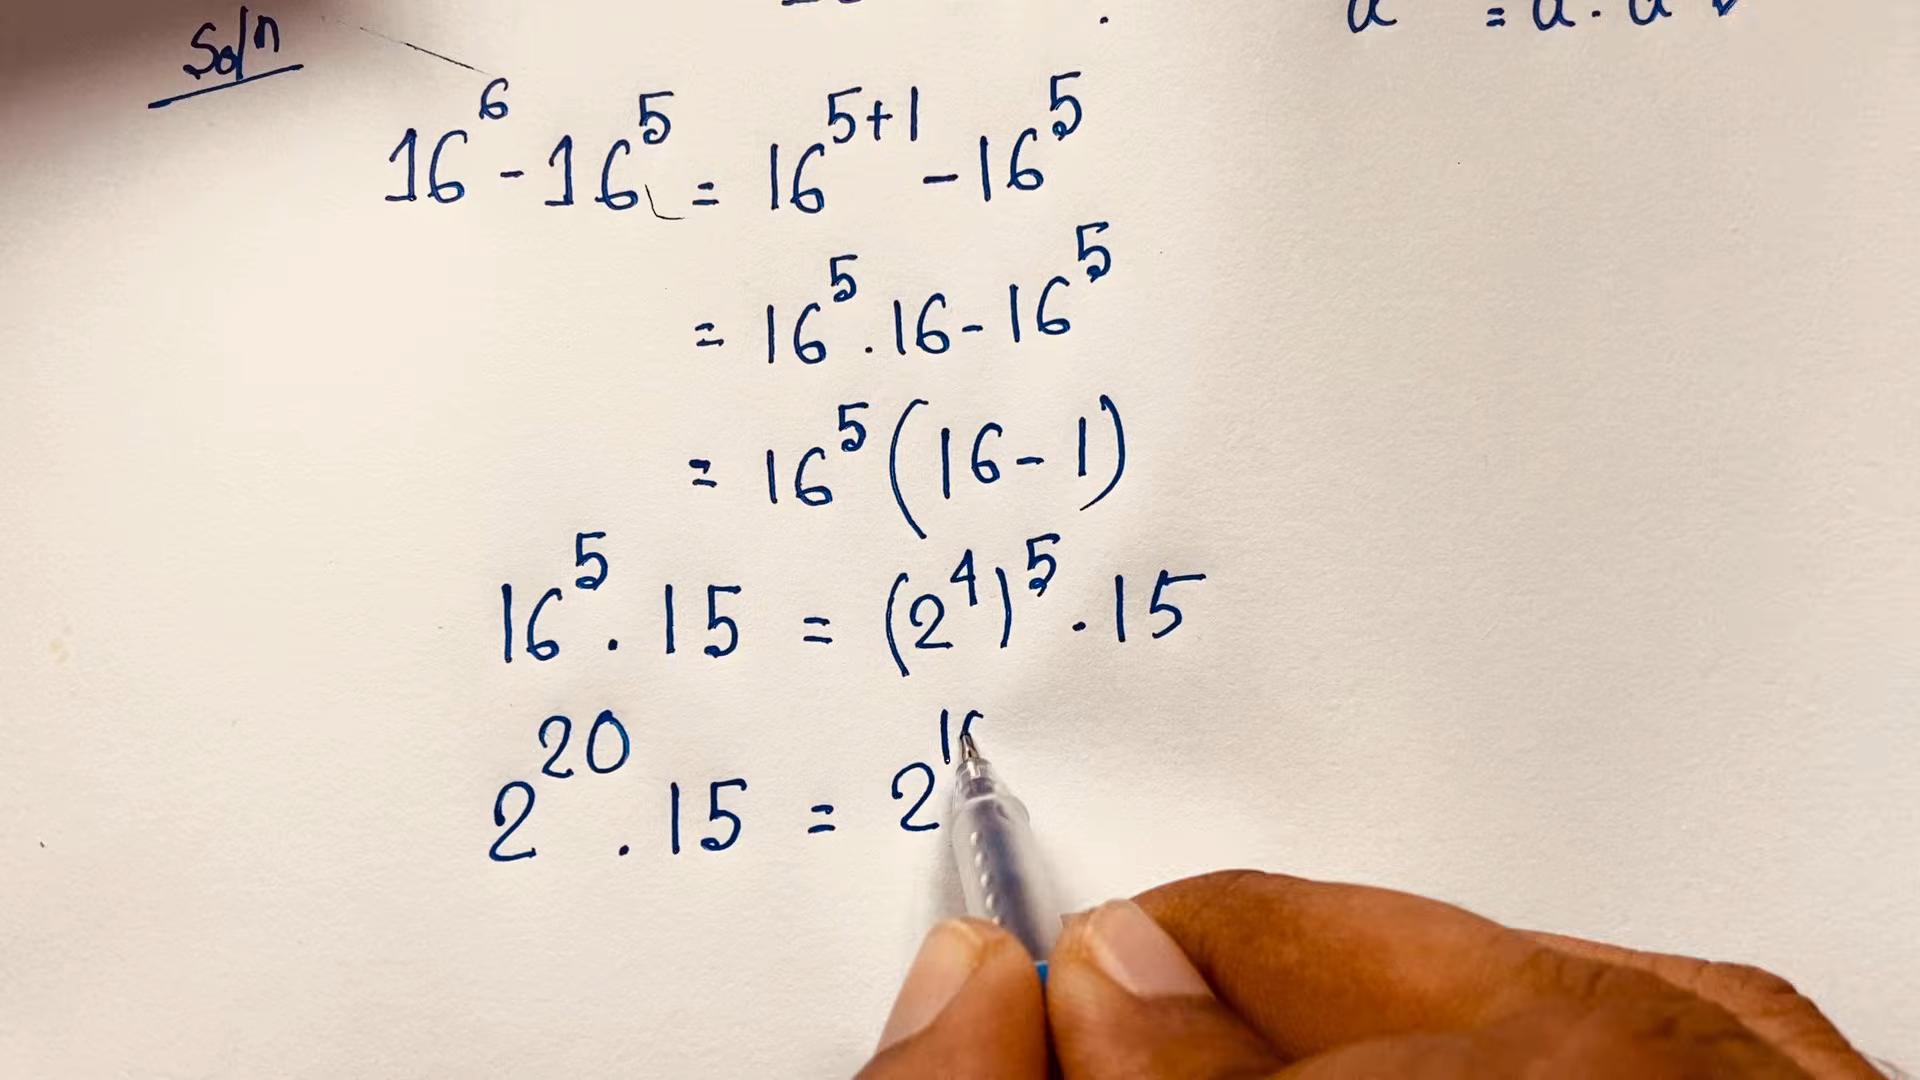 a = a . a
Soln
16⁶ - 16⁵ = 16⁵⁺¹ - 16⁵
= 16⁵ . 16 - 16⁵
= 16⁵ (16 - 1)
16⁵ . 15 = (2⁴)⁵ . 15
2²⁰ . 15 = 2¹